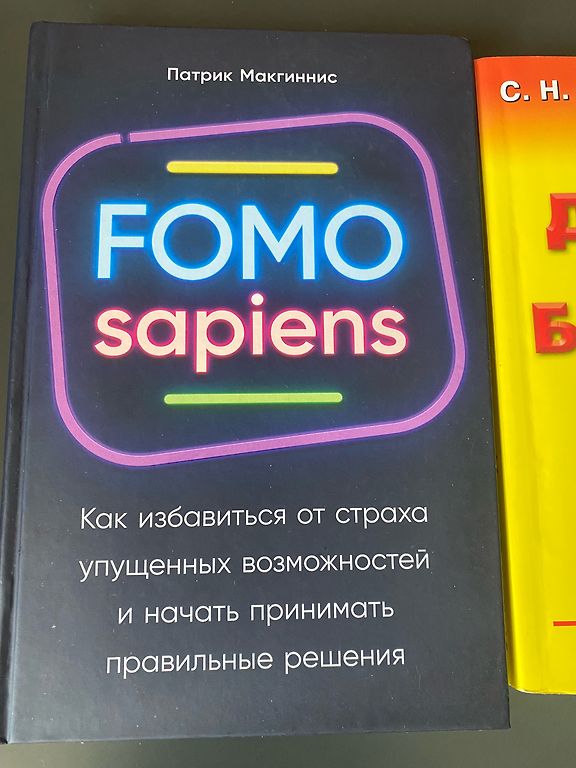 Патрик Макгиннис
FOMO
sapiens
Как избавиться от страха
упущенных возможностей
и начать принимать
правильные решения
С. Н.
Д
Б